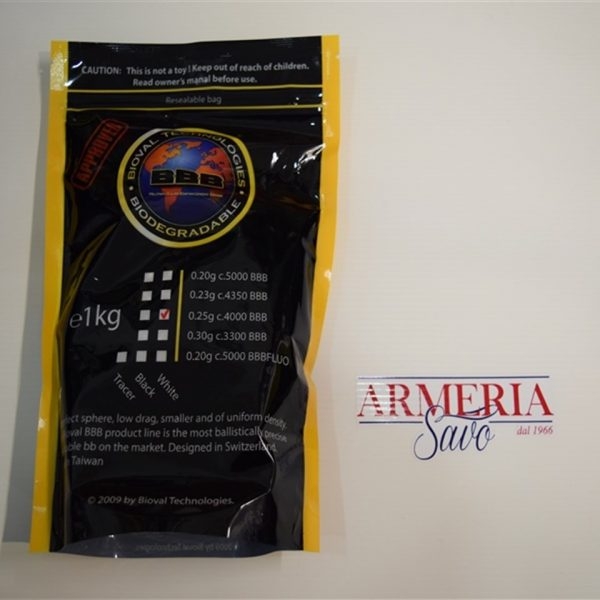 CAUTION: This is not a toy! Keep out of reach of children.
Read owner's manal before use.
Resealable bag
APPROVED
BIOVAL TECHNOLOGIES
BBB
BIODEGRADABLE
0.20g c.5000 BBB
0.23g c.4350 BBB
e1kg
0.25g c.4000 BBB
0.30g c.3300 BBB
0.20g c.5000 BBBFLUO
Tracer
Black
White
sphere, low drag, smaller and of uniform density.
BBB product line is the most ballistically precise
bb on the market. Designed in Switzerland,
Taiwan
© 2009 by Bioval Technologies.
ARMERIA
Savo
dal 1966